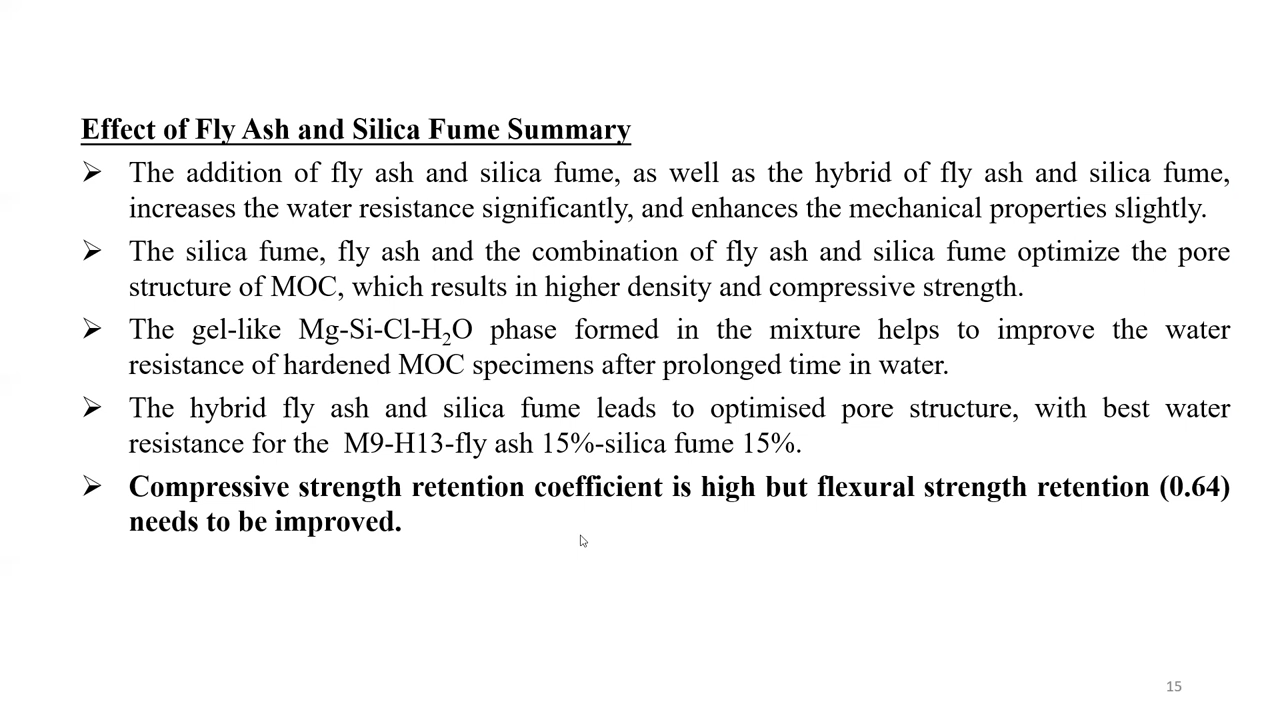 Effect of Fly Ash and Silica Fume Summary
➢ The addition of fly ash and silica fume, as well as the hybrid of fly ash and silica fume,
increases the water resistance significantly, and enhances the mechanical properties slightly.
➢ The silica fume, fly ash and the combination of fly ash and silica fume optimize the pore
structure of MOC, which results in higher density and compressive strength.
➢ The gel-like Mg-Si-Cl-H₂O phase formed in the mixture helps to improve the water
resistance of hardened MOC specimens after prolonged time in water.
➢ The hybrid fly ash and silica fume leads to optimised pore structure, with best water
resistance for the M9-H13-fly ash 15%-silica fume 15%.
➢ Compressive strength retention coefficient is high but flexural strength retention (0.64)
needs to be improved.
15